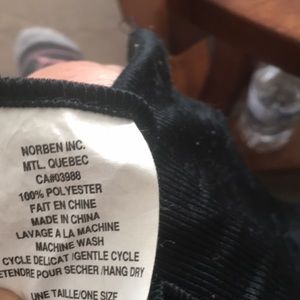 NORBEN INC.
MTL. QUEBEC
CA#03988
100% POLYESTER
FAIT EN CHINE
MADE IN CHINA
LAVAGE A LA MACHINE
MACHINE WASH
CYCLE DELICAT /GENTLE CYCLE
ETENDRE POUR SECHER /HANG DRY
UNE TAILLE/ONE SIZE